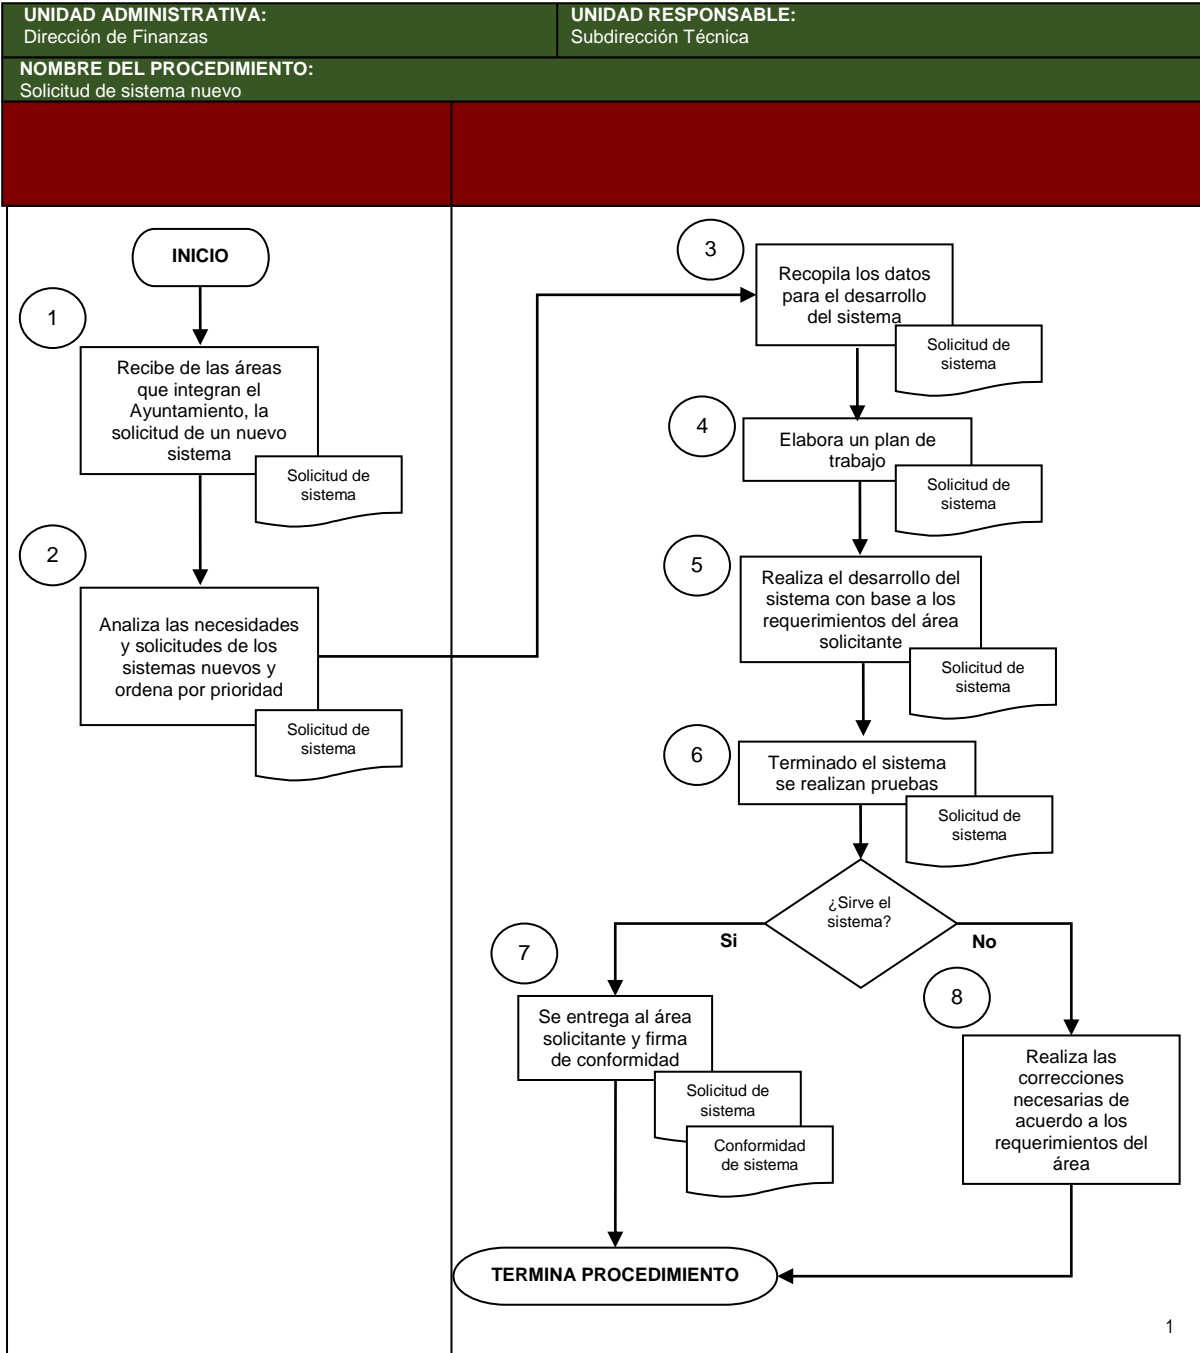 UNIDAD ADMINISTRATIVA:
Dirección de Finanzas
UNIDAD RESPONSABLE:
Subdirección Técnica
NOMBRE DEL PROCEDIMIENTO:
Solicitud de sistema nuevo
INICIO
1
Recibe de las áreas
que integran el
Ayuntamiento, la
solicitud de un nuevo
sistema
Solicitud de
sistema
2
Analiza las necesidades
y solicitudes de los
sistemas nuevos y
ordena por prioridad
Solicitud de
sistema
3
Recopila los datos
para el desarrollo
del sistema
Solicitud de
sistema
4
Elabora un plan de
trabajo
Solicitud de
sistema
5
Realiza el desarrollo del
sistema con base a los
requerimientos del área
solicitante
Solicitud de
sistema
6
Terminado el sistema
se realizan pruebas
Solicitud de
sistema
¿Sirve el
sistema?
Si
No
7
Se entrega al área
solicitante y firma
de conformidad
Solicitud de
sistema
Conformidad
de sistema
8
Realiza las
correcciones
necesarias de
acuerdo a los
requerimientos del
área
TERMINA PROCEDIMIENTO
1